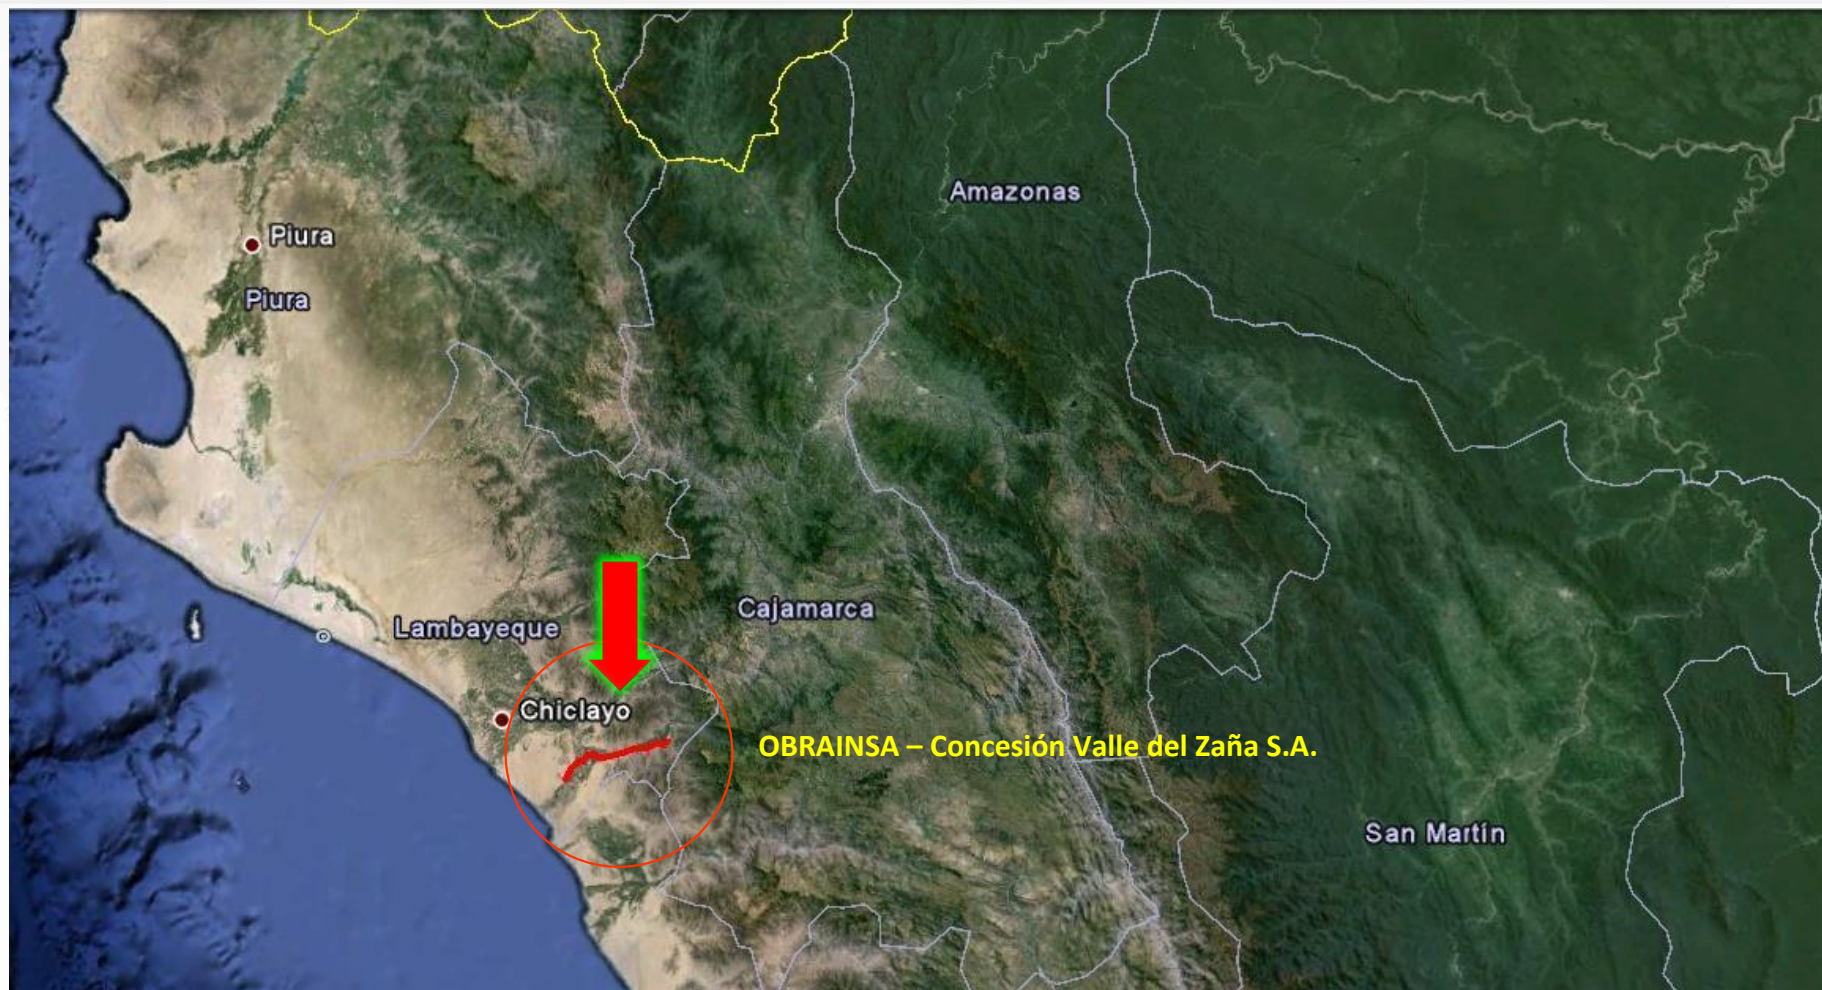 Amazonas
Piura
Piura
Cajamarca
Lambayeque
Chiclayo
OBRAINSA – Concesión Valle del Zaña S.A.
San Martín